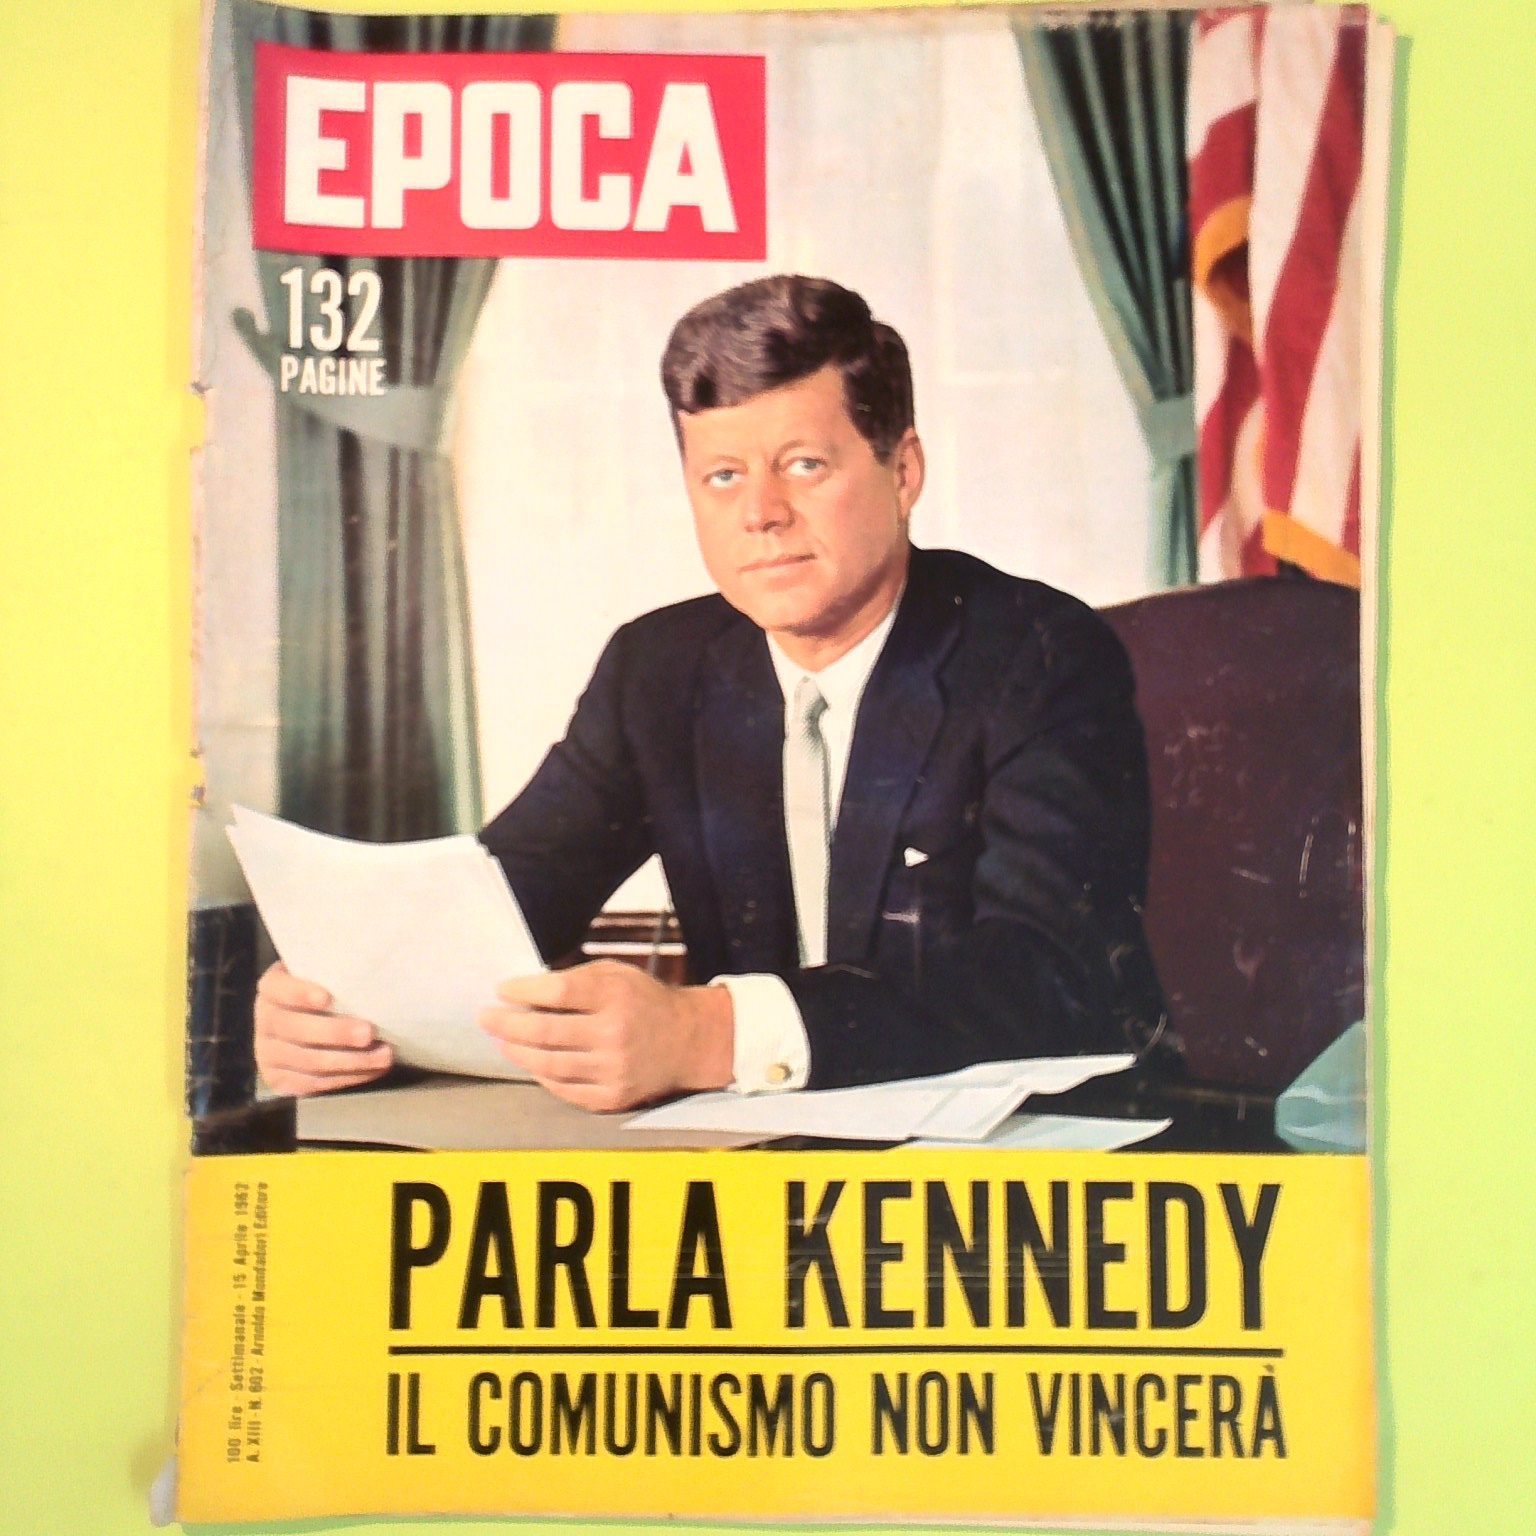 EPOCA
132
PAGINE
PARLA KENNEDY
IL COMUNISMO NON VINCERÀ
100 lire - Settimanale - 15 Aprile 1962
A. XIII - N. 602 - Arnoldo Mondadori Editore